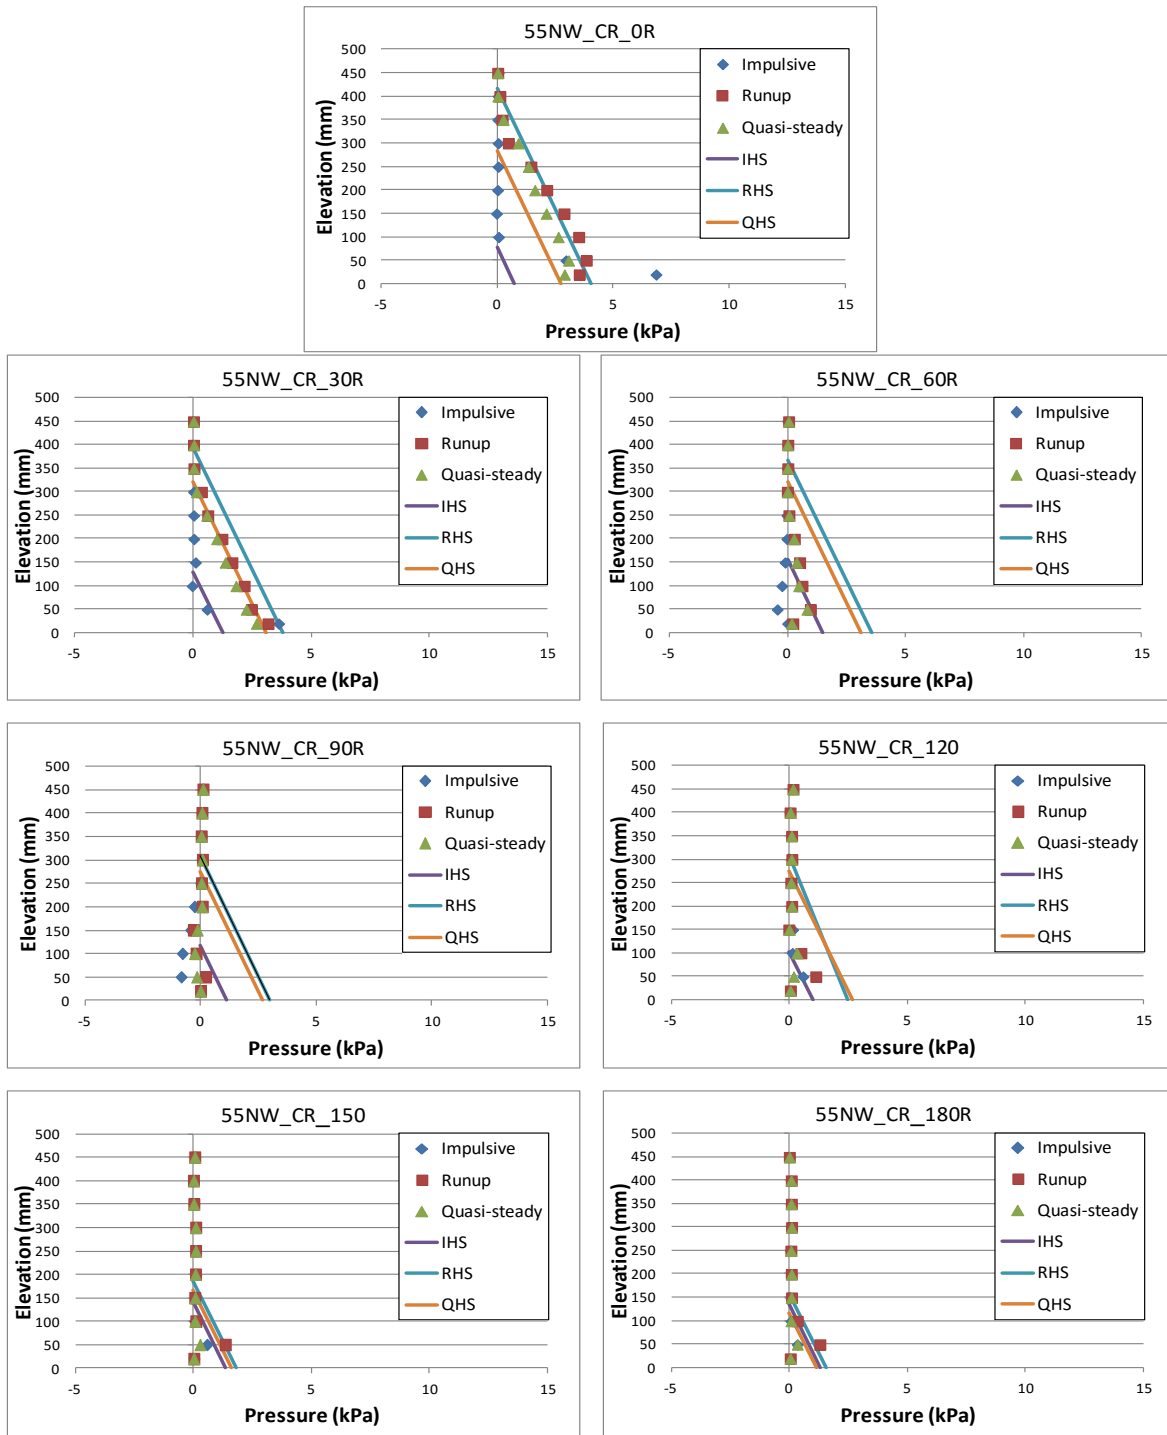 55NW_CR_0R
500
450
400
350
300
250
200
150
100
50
0
Elevation (mm)
-5 0 5 10 15
Pressure (kPa)
Impulsive
Runup
Quasi-steady
IHS
RHS
QHS
55NW_CR_30R
500
450
400
350
300
250
200
150
100
50
0
Elevation (mm)
-5 0 5 10 15
Pressure (kPa)
Impulsive
Runup
Quasi-steady
IHS
RHS
QHS
55NW_CR_60R
500
450
400
350
300
250
200
150
100
50
0
Elevation (mm)
-5 0 5 10 15
Pressure (kPa)
Impulsive
Runup
Quasi-steady
IHS
RHS
QHS
55NW_CR_90R
500
450
400
350
300
250
200
150
100
50
0
Elevation (mm)
-5 0 5 10 15
Pressure (kPa)
Impulsive
Runup
Quasi-steady
IHS
RHS
QHS
55NW_CR_120
500
450
400
350
300
250
200
150
100
50
0
Elevation (mm)
-5 0 5 10 15
Pressure (kPa)
Impulsive
Runup
Quasi-steady
IHS
RHS
QHS
55NW_CR_150
500
450
400
350
300
250
200
150
100
50
0
Elevation (mm)
-5 0 5 10 15
Pressure (kPa)
Impulsive
Runup
Quasi-steady
IHS
RHS
QHS
55NW_CR_180R
500
450
400
350
300
250
200
150
100
50
0
Elevation (mm)
-5 0 5 10 15
Pressure (kPa)
Impulsive
Runup
Quasi-steady
IHS
RHS
QHS